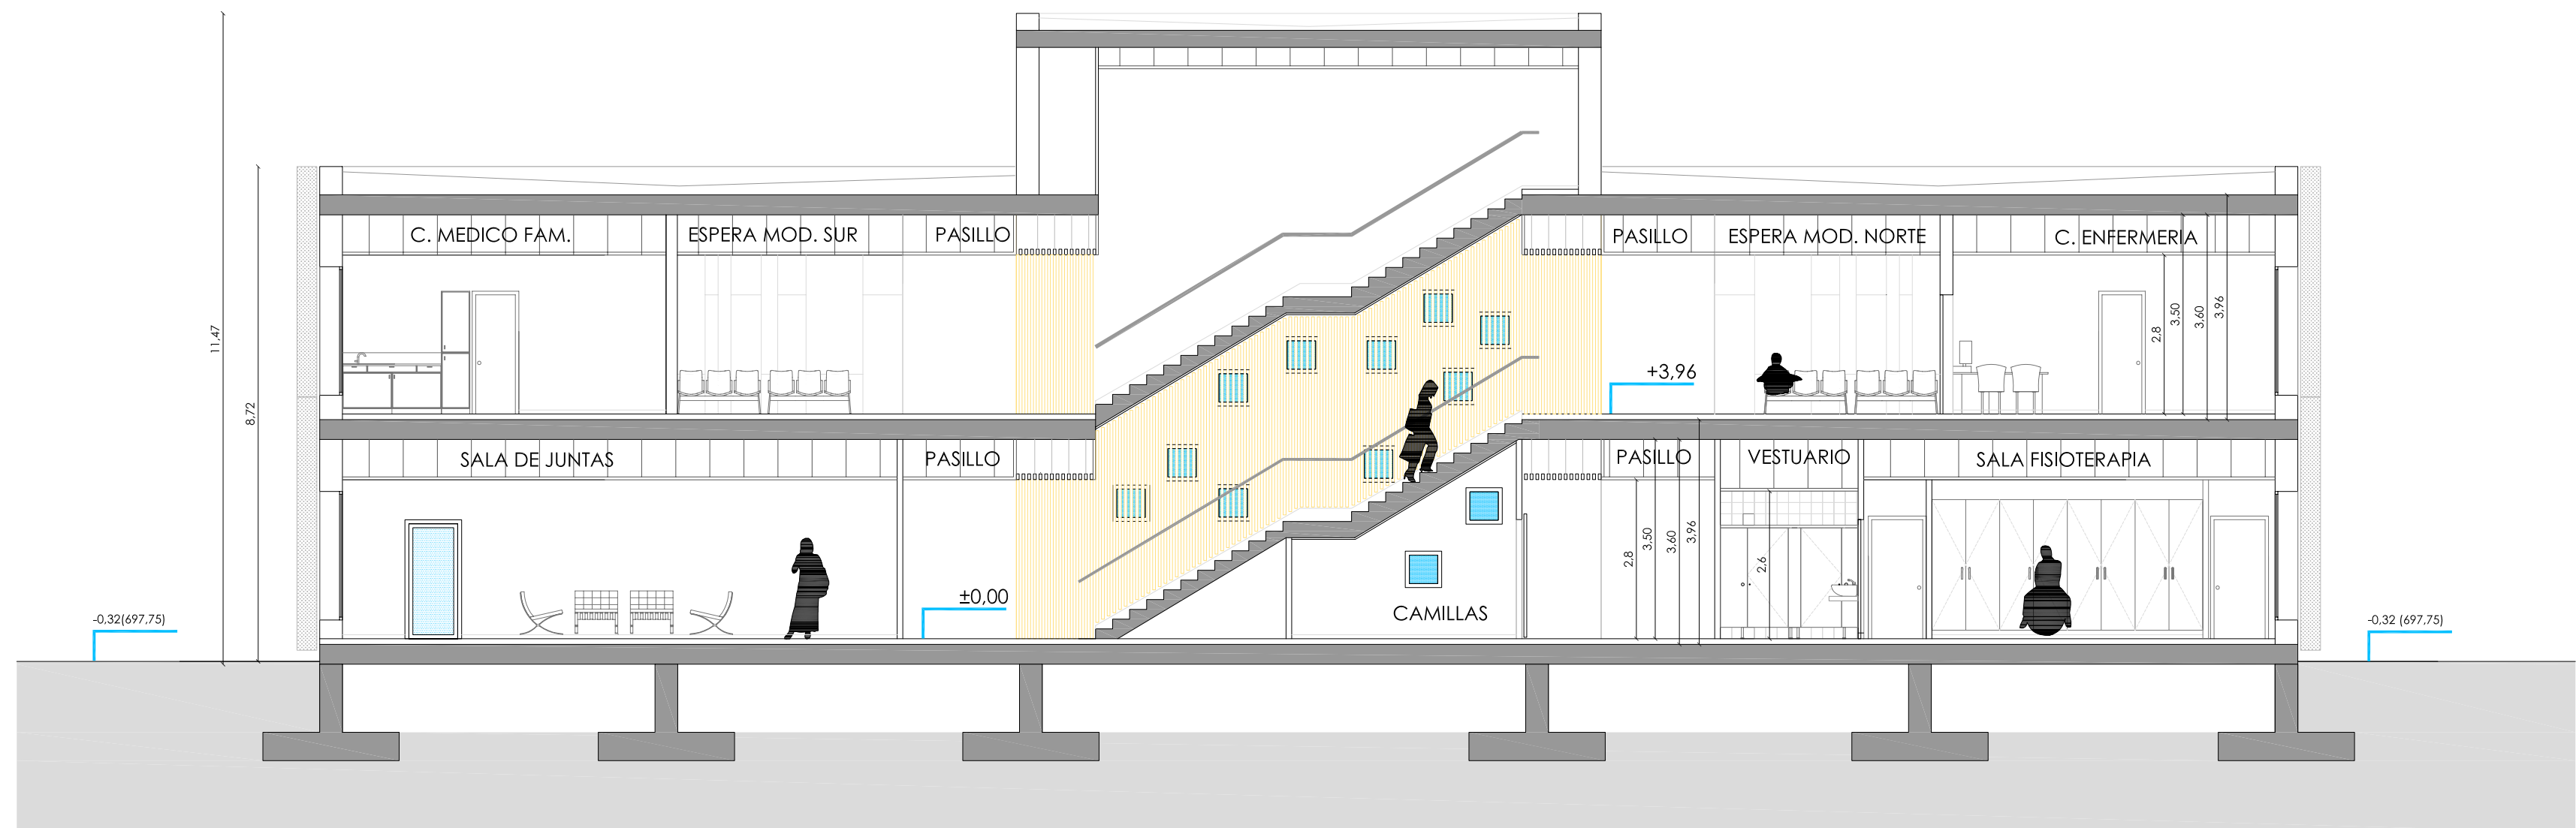 11,47
8,72
C. MEDICO FAM.
ESPERA MOD. SUR
PASILLO
PASILLO
ESPERA MOD. NORTE
C. ENFERMERIA
2,8
3,50
3,60
3,96
+3,96
SALA DE JUNTAS
PASILLO
PASILLO
VESTUARIO
SALA FISIOTERAPIA
2,8
3,50
3,60
3,96
2,6
±0,00
CAMILLAS
-0,32(697,75)
-0,32 (697,75)